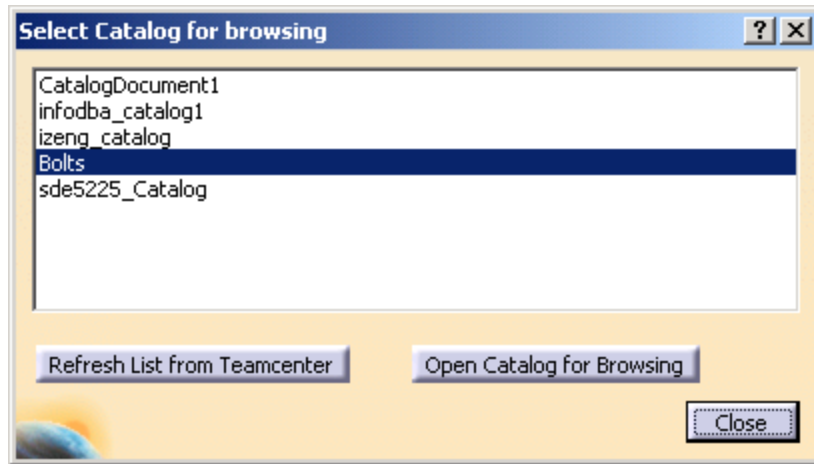 Select Catalog for browsing
CatalogDocument1
infodba_catalog1
izeng_catalog
Bolts
sde5225_Catalog
Refresh List from Teamcenter
Open Catalog for Browsing
Close